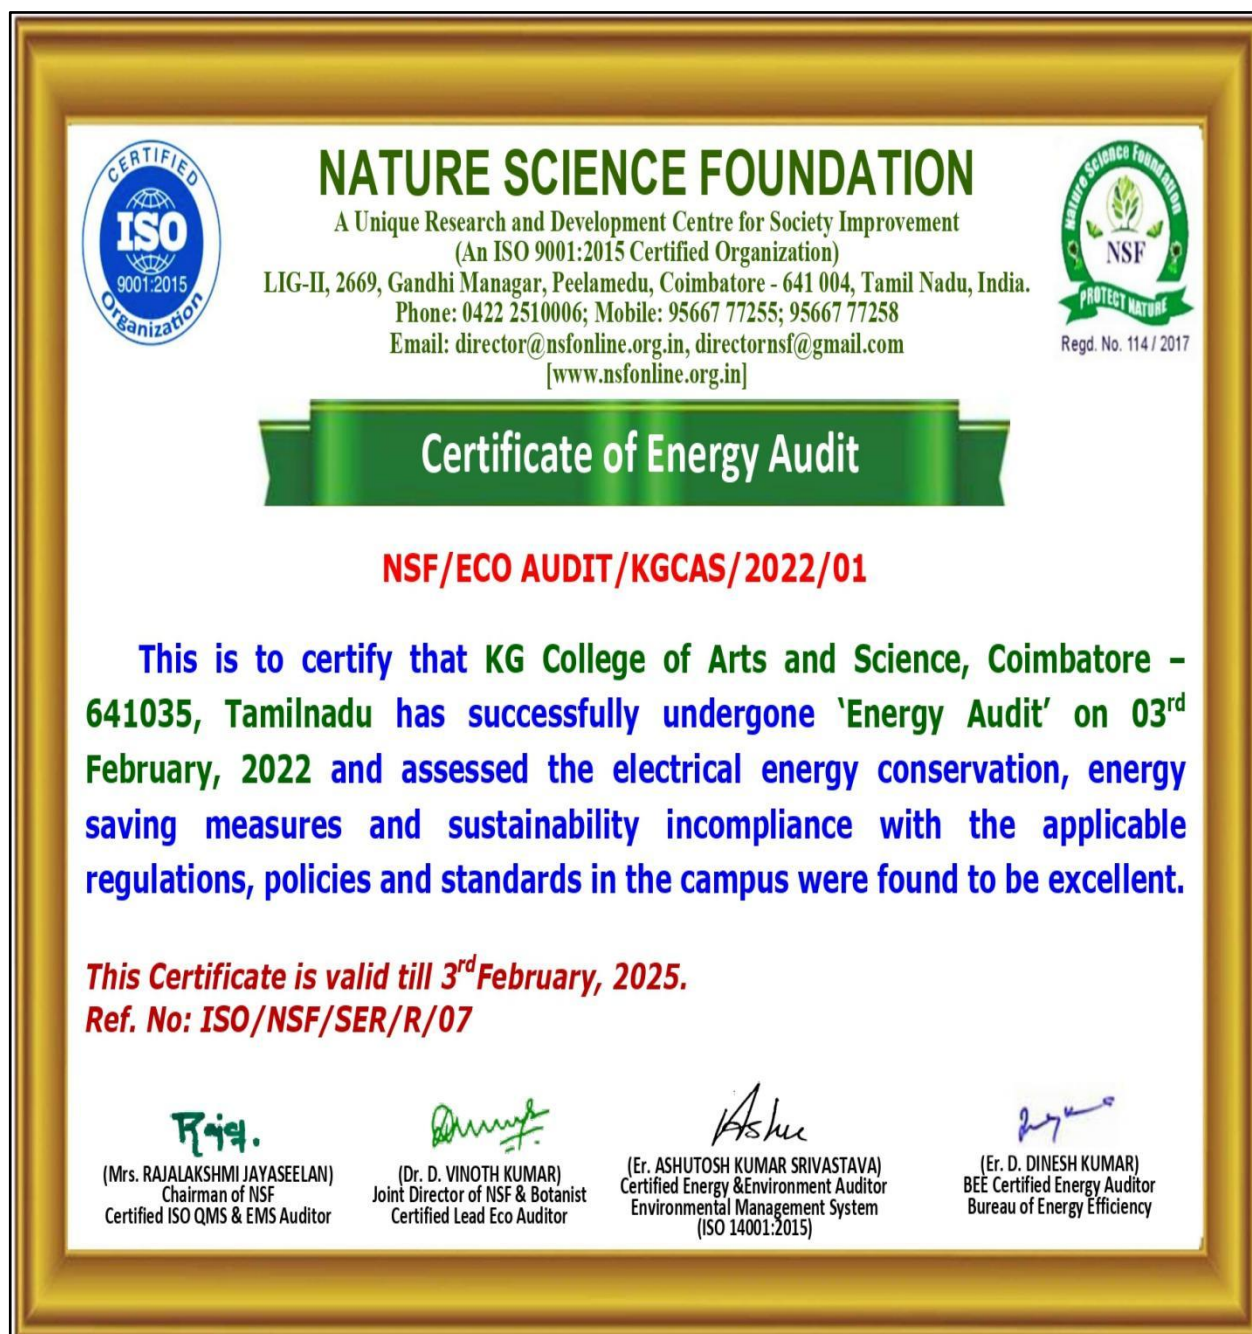 CERTIFIED
ISO
9001:2015
Organization
NATURE SCIENCE FOUNDATION
A Unique Research and Development Centre for Society Improvement
(An ISO 9001:2015 Certified Organization)
LIG-II, 2669, Gandhi Managar, Peelamedu, Coimbatore - 641 004, Tamil Nadu, India.
Phone: 0422 2510006; Mobile: 95667 77255; 95667 77258
Email: director@nsfonline.org.in, directornsf@gmail.com
[www.nsfonline.org.in]
Nature Science Foundation
NSF
PROTECT NATURE
Regd. No. 114 / 2017
Certificate of Energy Audit
NSF/ECO AUDIT/KGCAS/2022/01
This is to certify that KG College of Arts and Science, Coimbatore –
641035, Tamilnadu has successfully undergone ‘Energy Audit’ on 03rd
February, 2022 and assessed the electrical energy conservation, energy
saving measures and sustainability incompliance with the applicable
regulations, policies and standards in the campus were found to be excellent.
This Certificate is valid till 3rd February, 2025.
Ref. No: ISO/NSF/SER/R/07
(Mrs. RAJALAKSHMI JAYASEELAN)
Chairman of NSF
Certified ISO QMS & EMS Auditor
(Dr. D. VINOTH KUMAR)
Joint Director of NSF & Botanist
Certified Lead Eco Auditor
Ashu
(Er. ASHUTOSH KUMAR SRIVASTAVA)
Certified Energy &Environment Auditor
Environmental Management System
(ISO 14001:2015)
(Er. D. DINESH KUMAR)
BEE Certified Energy Auditor
Bureau of Energy Efficiency